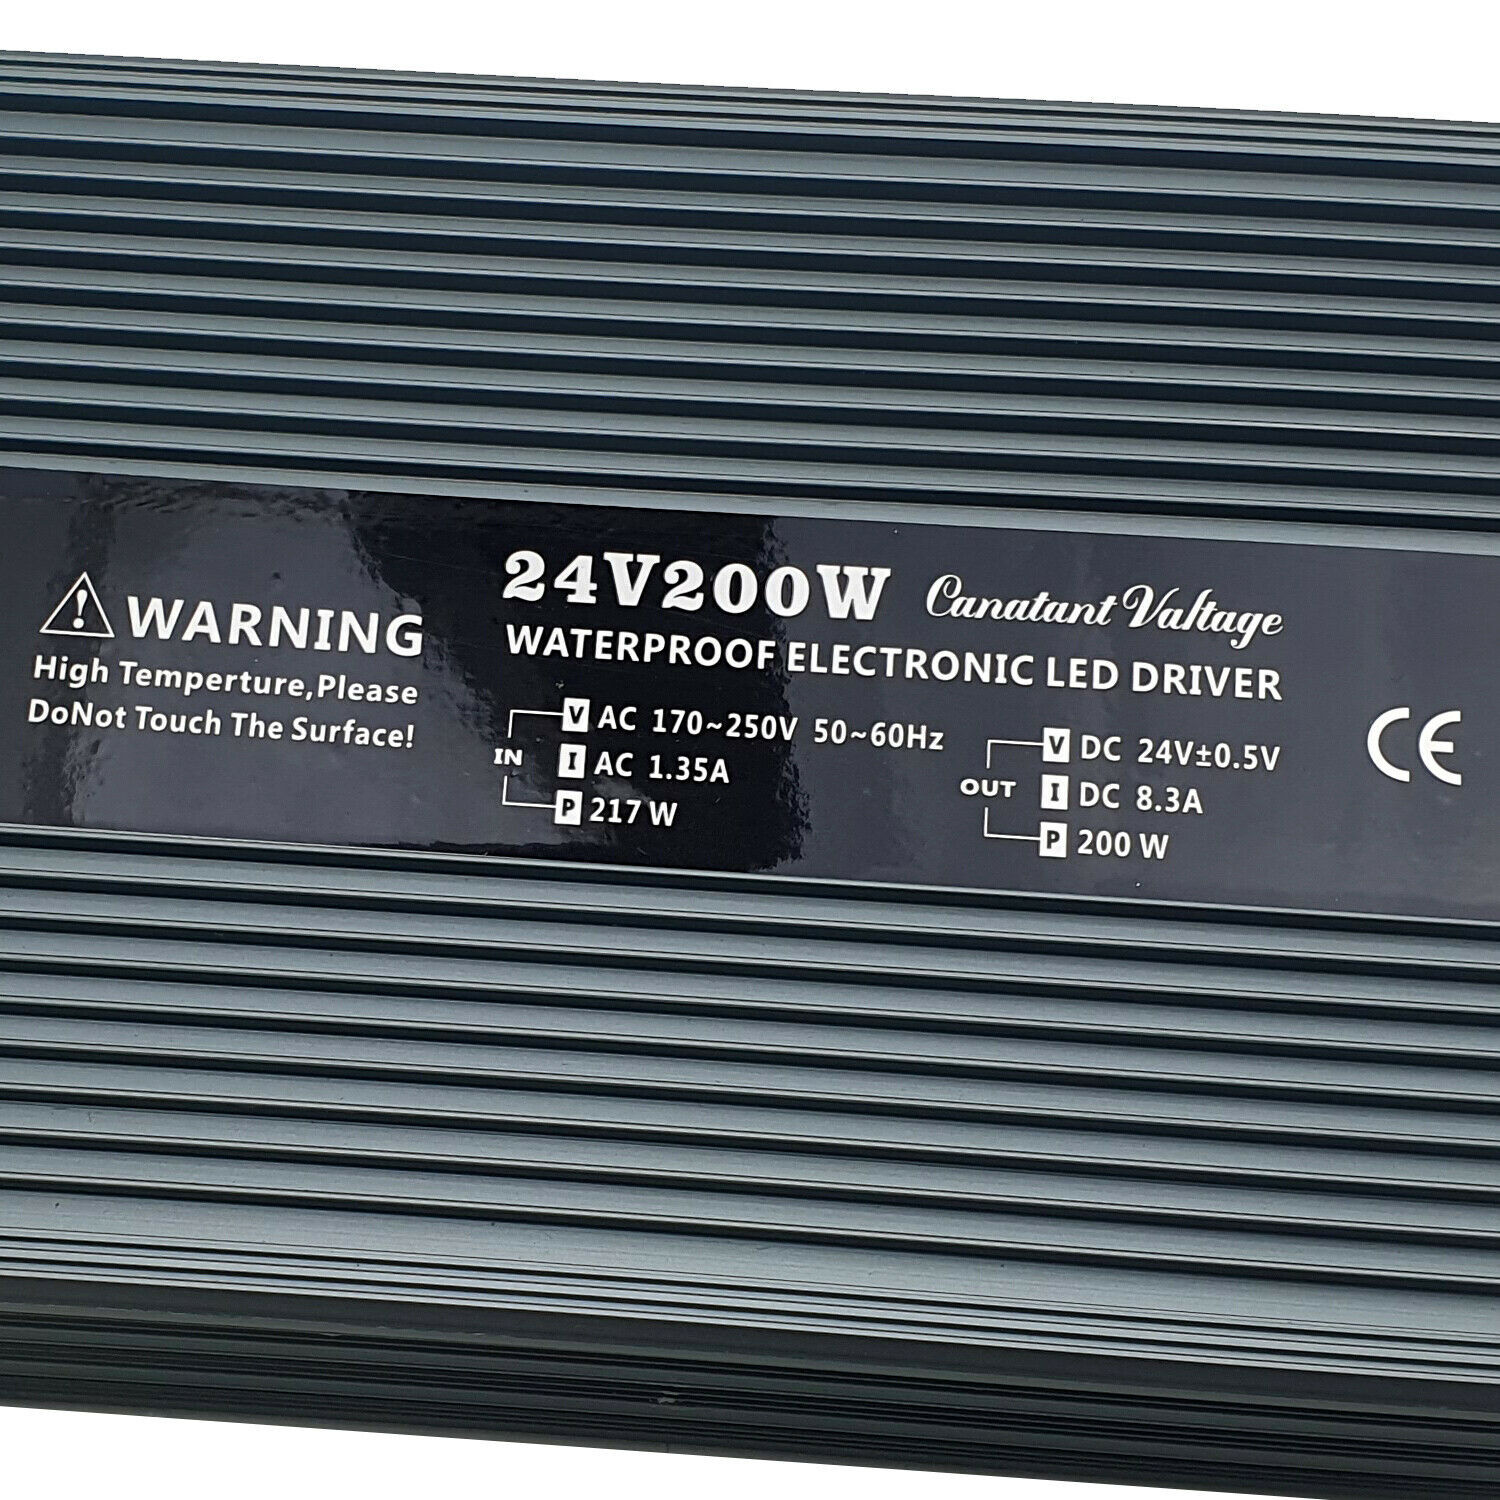 WARNING
High Temperture,Please
DoNot Touch The Surface!
24V200W Canatant Valtage
WATERPROOF ELECTRONIC LED DRIVER
IN
V AC 170~250V 50~60Hz
I AC 1.35A
P 217 W
OUT
V DC 24V±0.5V
I DC 8.3A
P 200 W
CE